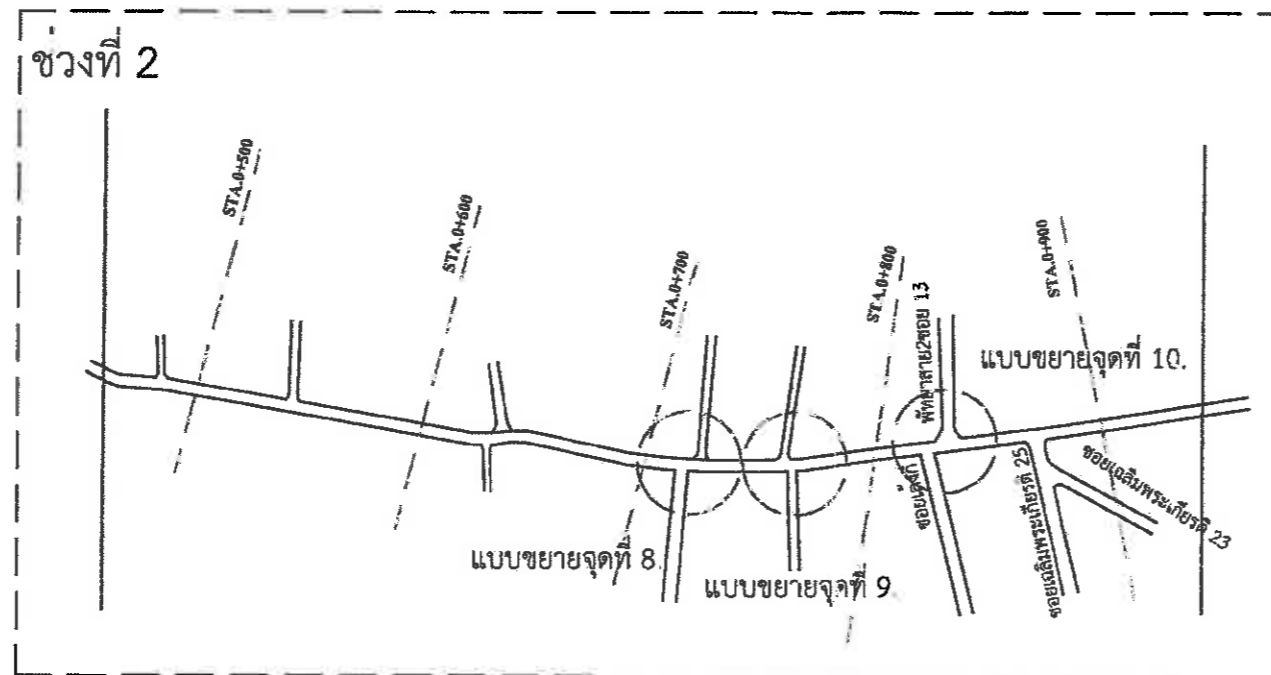 ช่วงที่ 2
STA.0+500
STA.0+600
STA.0+700
STA.0+800
พัทยาสาย2ซอย 13
STA.0+900
แบบขยายจุดที่ 10.
แบบขยายจุดที่ 8.
แบบขยายจุดที่ 9
ซอยเฉลิมพระเกียรติ 25
ซอยเฉลิมพระเกียรติ 23